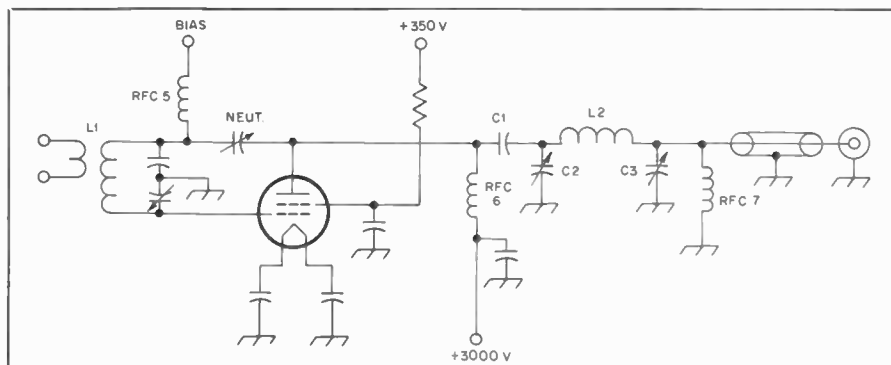 BIAS
+350 V
RFC 5
L1
NEUT.
C1
L2
C2
C3
RFC
6
RFC 7
+3000 V